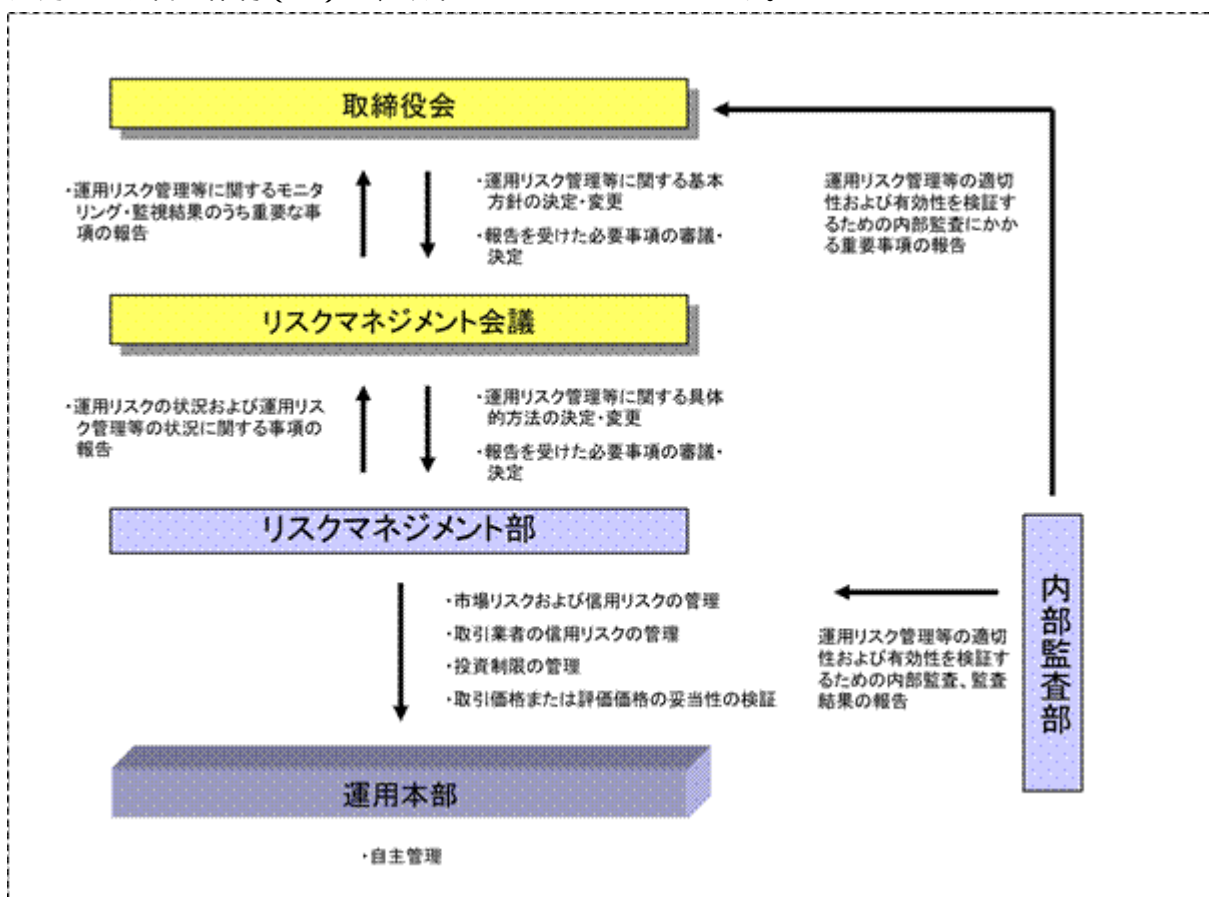 取締役会
・運用リスク管理等に関するモニタ
リング・監視結果のうち重要な事
項の報告
・運用リスク管理等に関する基本
方針の決定・変更
・報告を受けた必要事項の審議・
決定
運用リスク管理等の適切
性および有効性を検証す
るための内部監査にかか
る重要事項の報告
リスクマネジメント会議
・運用リスクの状況および運用リス
ク管理等の状況に関する事項の
報告
・運用リスク管理等に関する具体
的方法の決定・変更
・報告を受けた必要事項の審議・
決定
リスクマネジメント部
・市場リスクおよび信用リスクの管理
・取引業者の信用リスクの管理
・投資制限の管理
・取引価格または評価価格の妥当性の検証
運用リスク管理等の適切
性および有効性を検証す
るための内部監査、監査
結果の報告
内部監査部
運用本部
・自主管理